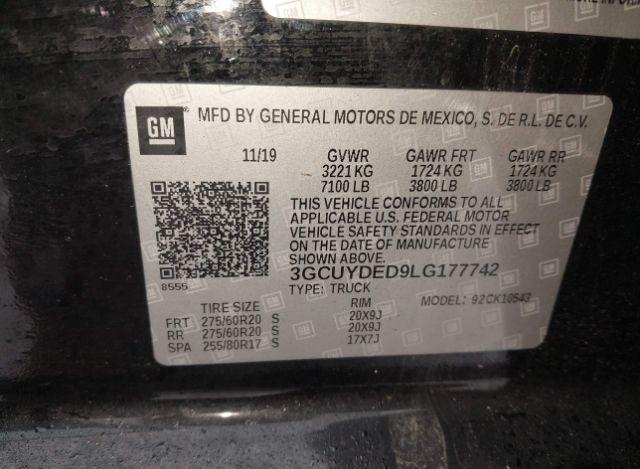 GM
MFD BY GENERAL MOTORS DE MEXICO, S. DE R.L. DE C.V.
11/19 GVWR GAWR FRT GAWR RR
3221 KG 1724 KG 1724 KG
7100 LB 3800 LB 3800 LB
THIS VEHICLE CONFORMS TO ALL
APPLICABLE U.S. FEDERAL MOTOR
VEHICLE SAFETY STANDARDS IN EFFECT
ON THE DATE OF MANUFACTURE
SHOWN ABOVE.
3GCUYDED9LG177742
8555
TYPE: TRUCK MODEL: 92CK10543
TIRE SIZE RIM
FRT 275/60R20 S 20X9J
RR 275/60R20 S 20X9J
SPA 255/80R17 S 17X7J